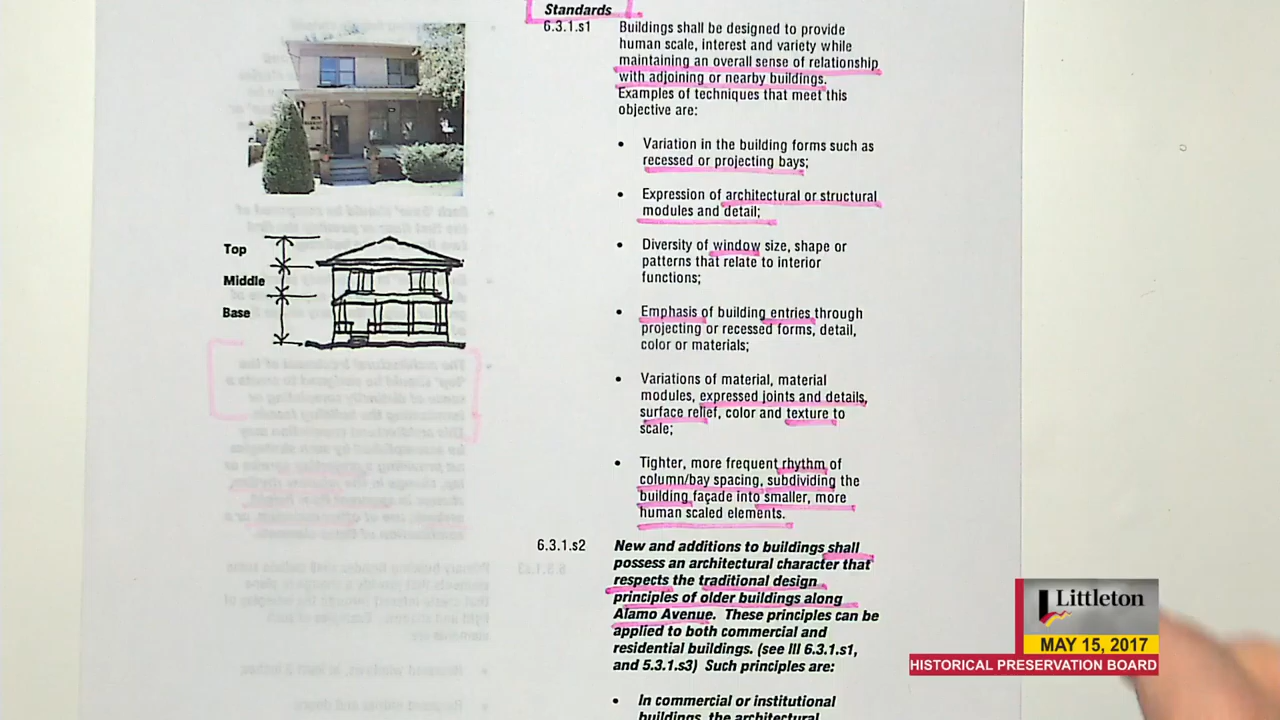 Standards
6.3.1.s1 Buildings shall be designed to provide
human scale, interest and variety while
maintaining an overall sense of relationship
with adjoining or nearby buildings.
Examples of techniques that meet this
objective are:
• Variation in the building forms such as
recessed or projecting bays;
• Expression of architectural or structural
modules and detail;
• Diversity of window size, shape or
patterns that relate to interior
functions;
• Emphasis of building entries through
projecting or recessed forms, detail,
color or materials;
• Variations of material, material
modules, expressed joints and details,
surface relief, color and texture to
scale;
• Tighter, more frequent rhythm of
column/bay spacing, subdividing the
building façade into smaller, more
human scaled elements.
6.3.1.s2 New and additions to buildings shall
possess an architectural character that
respects the traditional design
principles of older buildings along
Alamo Avenue. These principles can be
applied to both commercial and
residential buildings. (see III 6.3.1.s1,
and 5.3.1.s3) Such principles are:
• In commercial or institutional
buildings, the architectural
Top
Middle
Base
Littleton
MAY 15, 2017
HISTORICAL PRESERVATION BOARD